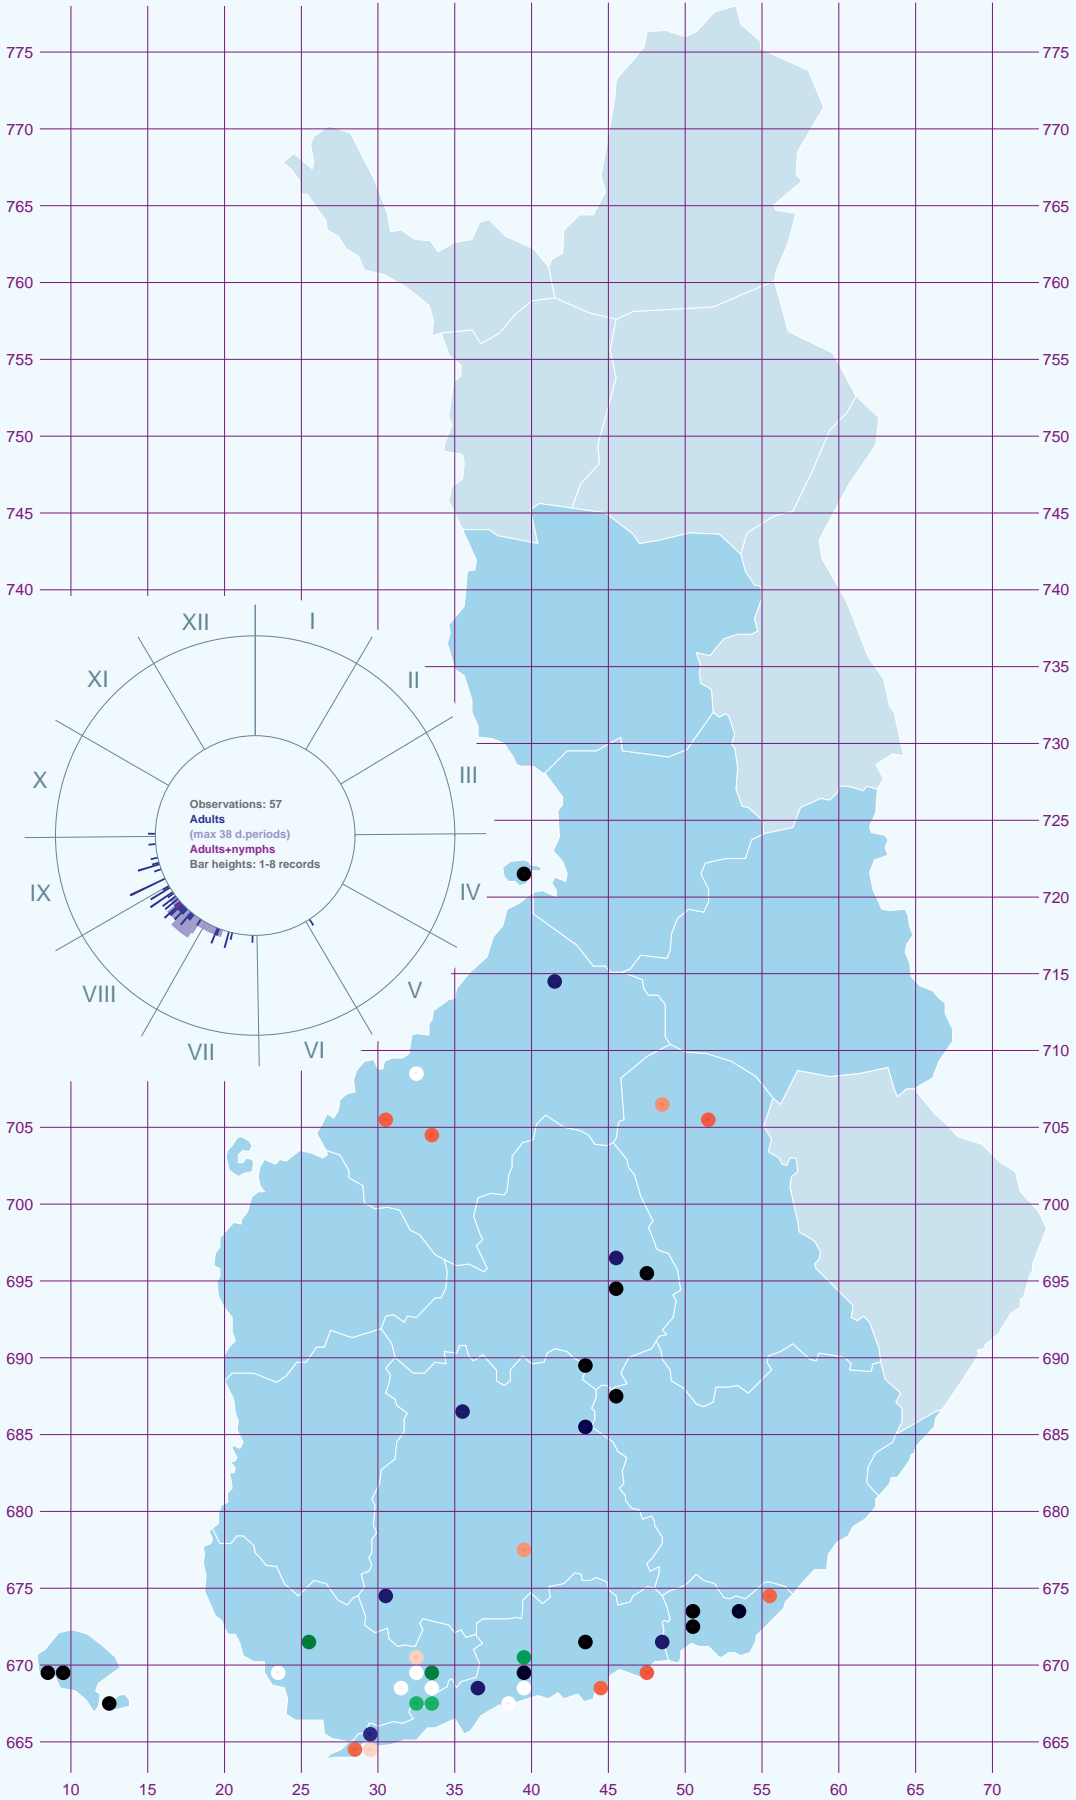 775 775
770 770
765 765
760 760
755 755
750 750
745 745
740 740
XII I
XI II
735
730
X III
Observations: 57
Adults
(max 38 d.periods)
Adults+nymphs
Bar heights: 1-8 records
725
IX IV
720
VIII V
715
VII VI
710
705 705
700 700
695 695
690 690
685 685
680 680
675 675
670 670
665 665
10 15 20 25 30 35 40 45 50 55 60 65 70